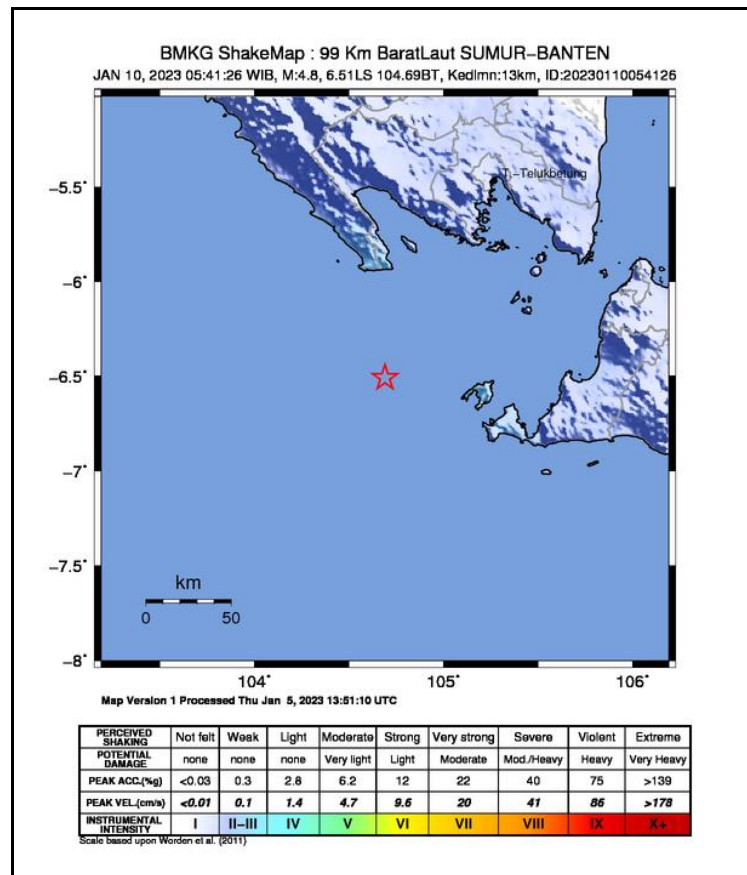 BMKG ShakeMap : 99 Km BaratLaut SUMUR-BANTEN
JAN 10, 2023 05:41:26 WIB, M:4.8, 6.51LS 104.69BT, Kedlmn:13km, ID:20230110054126
T.-Telukbetung
-5.5°
-6°
-6.5°
-7°
-7.5°
-8°
km
0 50
104° 105° 106°
Map Version 1 Processed Thu Jan 5, 2023 13:51:10 UTC
PERCEIVED SHAKING Not felt Weak Light Moderate Strong Very strong Severe Violent Extreme
POTENTIAL DAMAGE none none none Very light Light Moderate Mod./Heavy Heavy Very Heavy
PEAK ACC.(%g) <0.03 0.3 2.8 6.2 12 22 40 75 >139
PEAK VEL.(cm/s) <0.01 0.1 1.4 4.7 9.6 20 41 86 >178
INSTRUMENTAL INTENSITY I II-III IV V VI VII VIII IX X+
Scale based upon Worden et al. (2011)